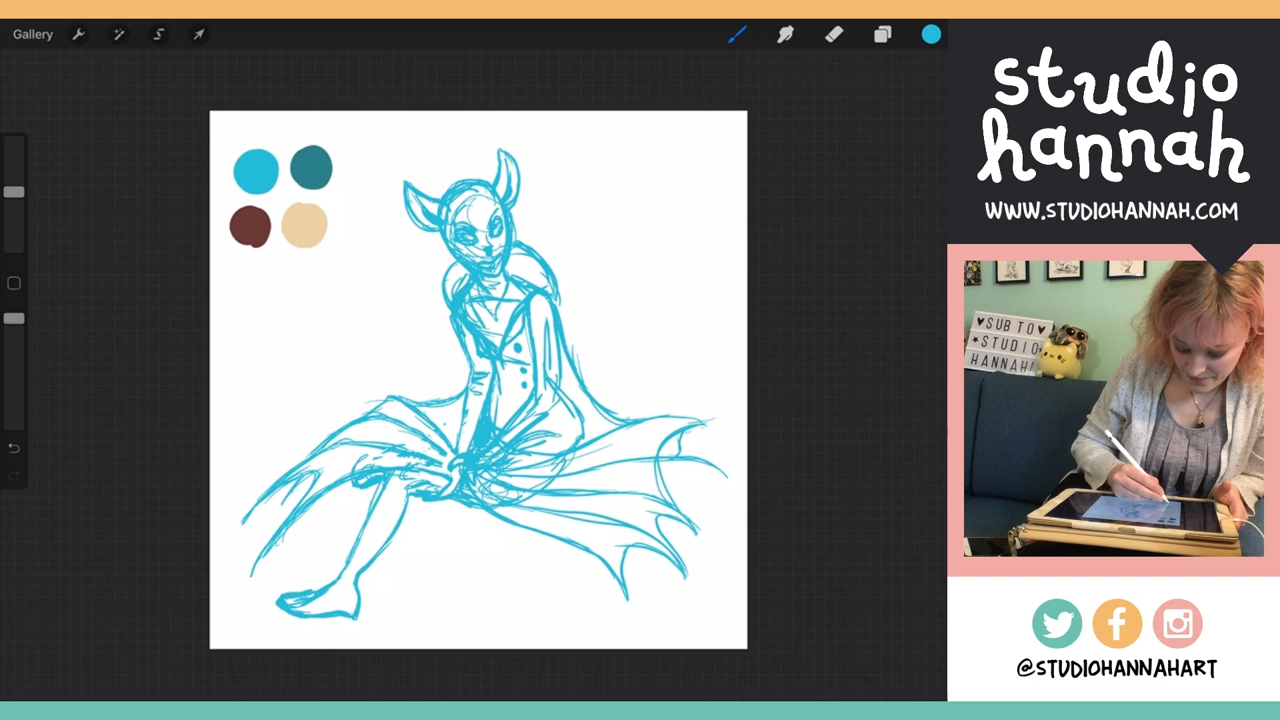 Gallery
studio
hannah
WWW.STUDIOHANNAH.COM
♥SUB TO♥
★STUDIO
HANNAH!
@STUDIOHANNAHART